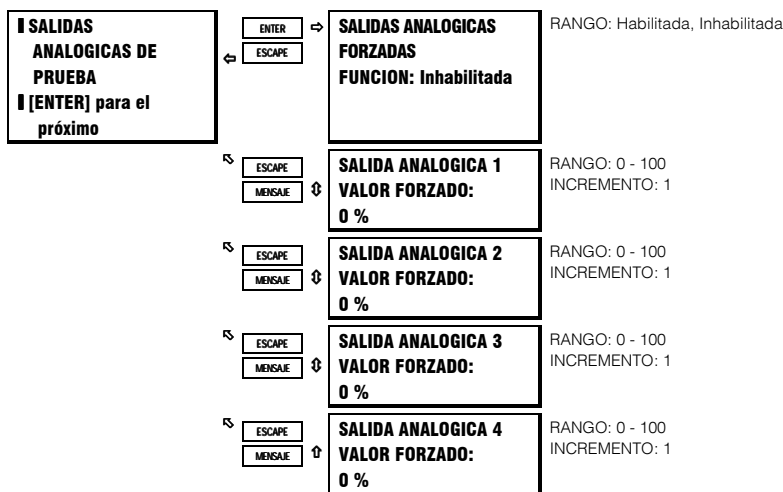 SALIDAS
ANALOGICAS DE
PRUEBA
[ENTER] para el
próximo
ENTER
ESCAPE
SALIDAS ANALOGICAS
FORZADAS
FUNCION: Inhabilitada
RANGO: Habilitada, Inhabilitada
ESCAPE
MENSAJE
SALIDA ANALOGICA 1
VALOR FORZADO:
0 %
RANGO: 0 - 100
INCREMENTO: 1
ESCAPE
MENSAJE
SALIDA ANALOGICA 2
VALOR FORZADO:
0 %
RANGO: 0 - 100
INCREMENTO: 1
ESCAPE
MENSAJE
SALIDA ANALOGICA 3
VALOR FORZADO:
0 %
RANGO: 0 - 100
INCREMENTO: 1
ESCAPE
MENSAJE
SALIDA ANALOGICA 4
VALOR FORZADO:
0 %
RANGO: 0 - 100
INCREMENTO: 1